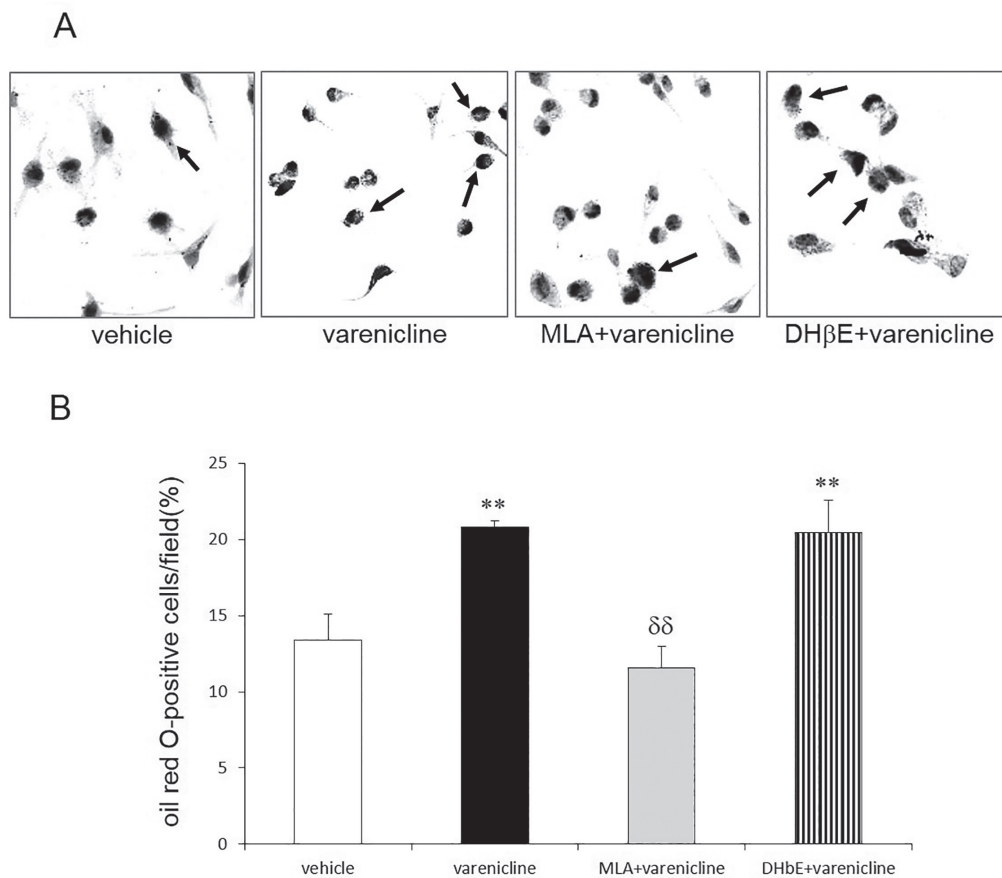 A
vehicle
varenicline
MLA+varenicline
DHβE+varenicline
B
oil red O-positive cells/field(%)
25
20
15
10
5
0
**
δδ
**
vehicle
varenicline
MLA+varenicline
DHbE+varenicline